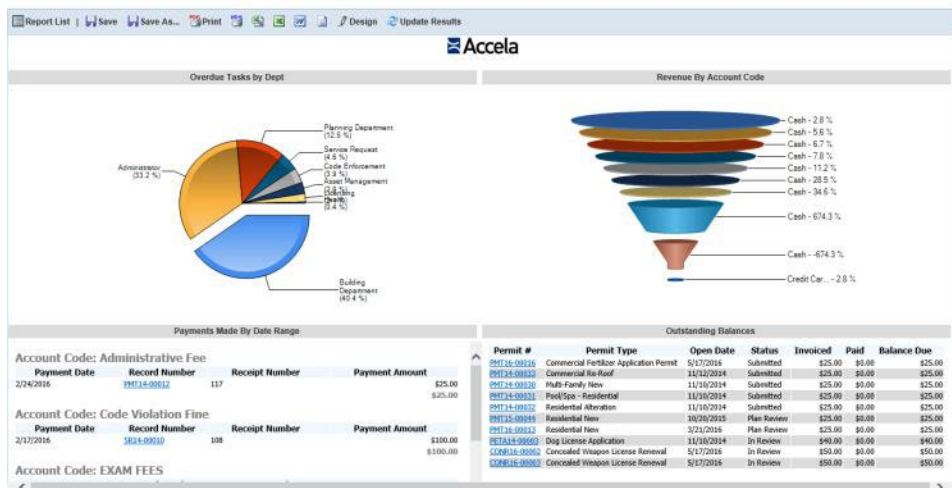 Report List | Save Save As... Print Design Update Results
Accela
Overdue Tasks by Dept
Planning Department
(12.5 %)
Service Request
(4.6 %)
Code Enforcement
(3.9 %)
Asset Management
Licensing
Health
(0.4 %)
Administrator
(33.2 %)
Building
Department
(40.4 %)
Revenue By Account Code
Cash - 2.8 %
Cash - 5.6 %
Cash - 6.7 %
Cash - 7.8 %
Cash - 11.2 %
Cash - 28.5 %
Cash - 34.6 %
Cash - 674.3 %
Cash - -674.3 %
Credit Car... - 2.8 %
Payments Made By Date Range
Account Code: Administrative Fee
Payment Date Record Number Receipt Number Payment Amount
2/24/2016 PMT14-00012 117 $25.00
$25.00
Account Code: Code Violation Fine
Payment Date Record Number Receipt Number Payment Amount
2/17/2016 SR14-00010 108 $100.00
$100.00
Account Code: EXAM FEES
Outstanding Balances
Permit # Permit Type Open Date Status Invoiced Paid Balance Due
PMT16-00016 Commercial Fertilizer Application Permit 5/17/2016 Submitted $25.00 $0.00 $25.00
PMT14-00033 Commercial Re-Roof 11/12/2014 Submitted $25.00 $0.00 $25.00
PMT14-00030 Multi-Family New 11/10/2014 Submitted $25.00 $0.00 $25.00
PMT14-00031 Pool/Spa - Residential 11/10/2014 Submitted $25.00 $0.00 $25.00
PMT14-00032 Residential Alteration 11/10/2014 Submitted $25.00 $0.00 $25.00
PMT15-00044 Residential New 10/20/2015 Plan Review $25.00 $0.00 $25.00
PMT16-00013 Residential New 3/21/2016 Plan Review $25.00 $0.00 $25.00
PETA14-00003 Dog License Application 11/10/2014 In Review $40.00 $0.00 $40.00
CONR16-00002 Concealed Weapon License Renewal 5/17/2016 In Review $50.00 $0.00 $50.00
CONR16-00003 Concealed Weapon License Renewal 5/17/2016 In Review $50.00 $0.00 $50.00